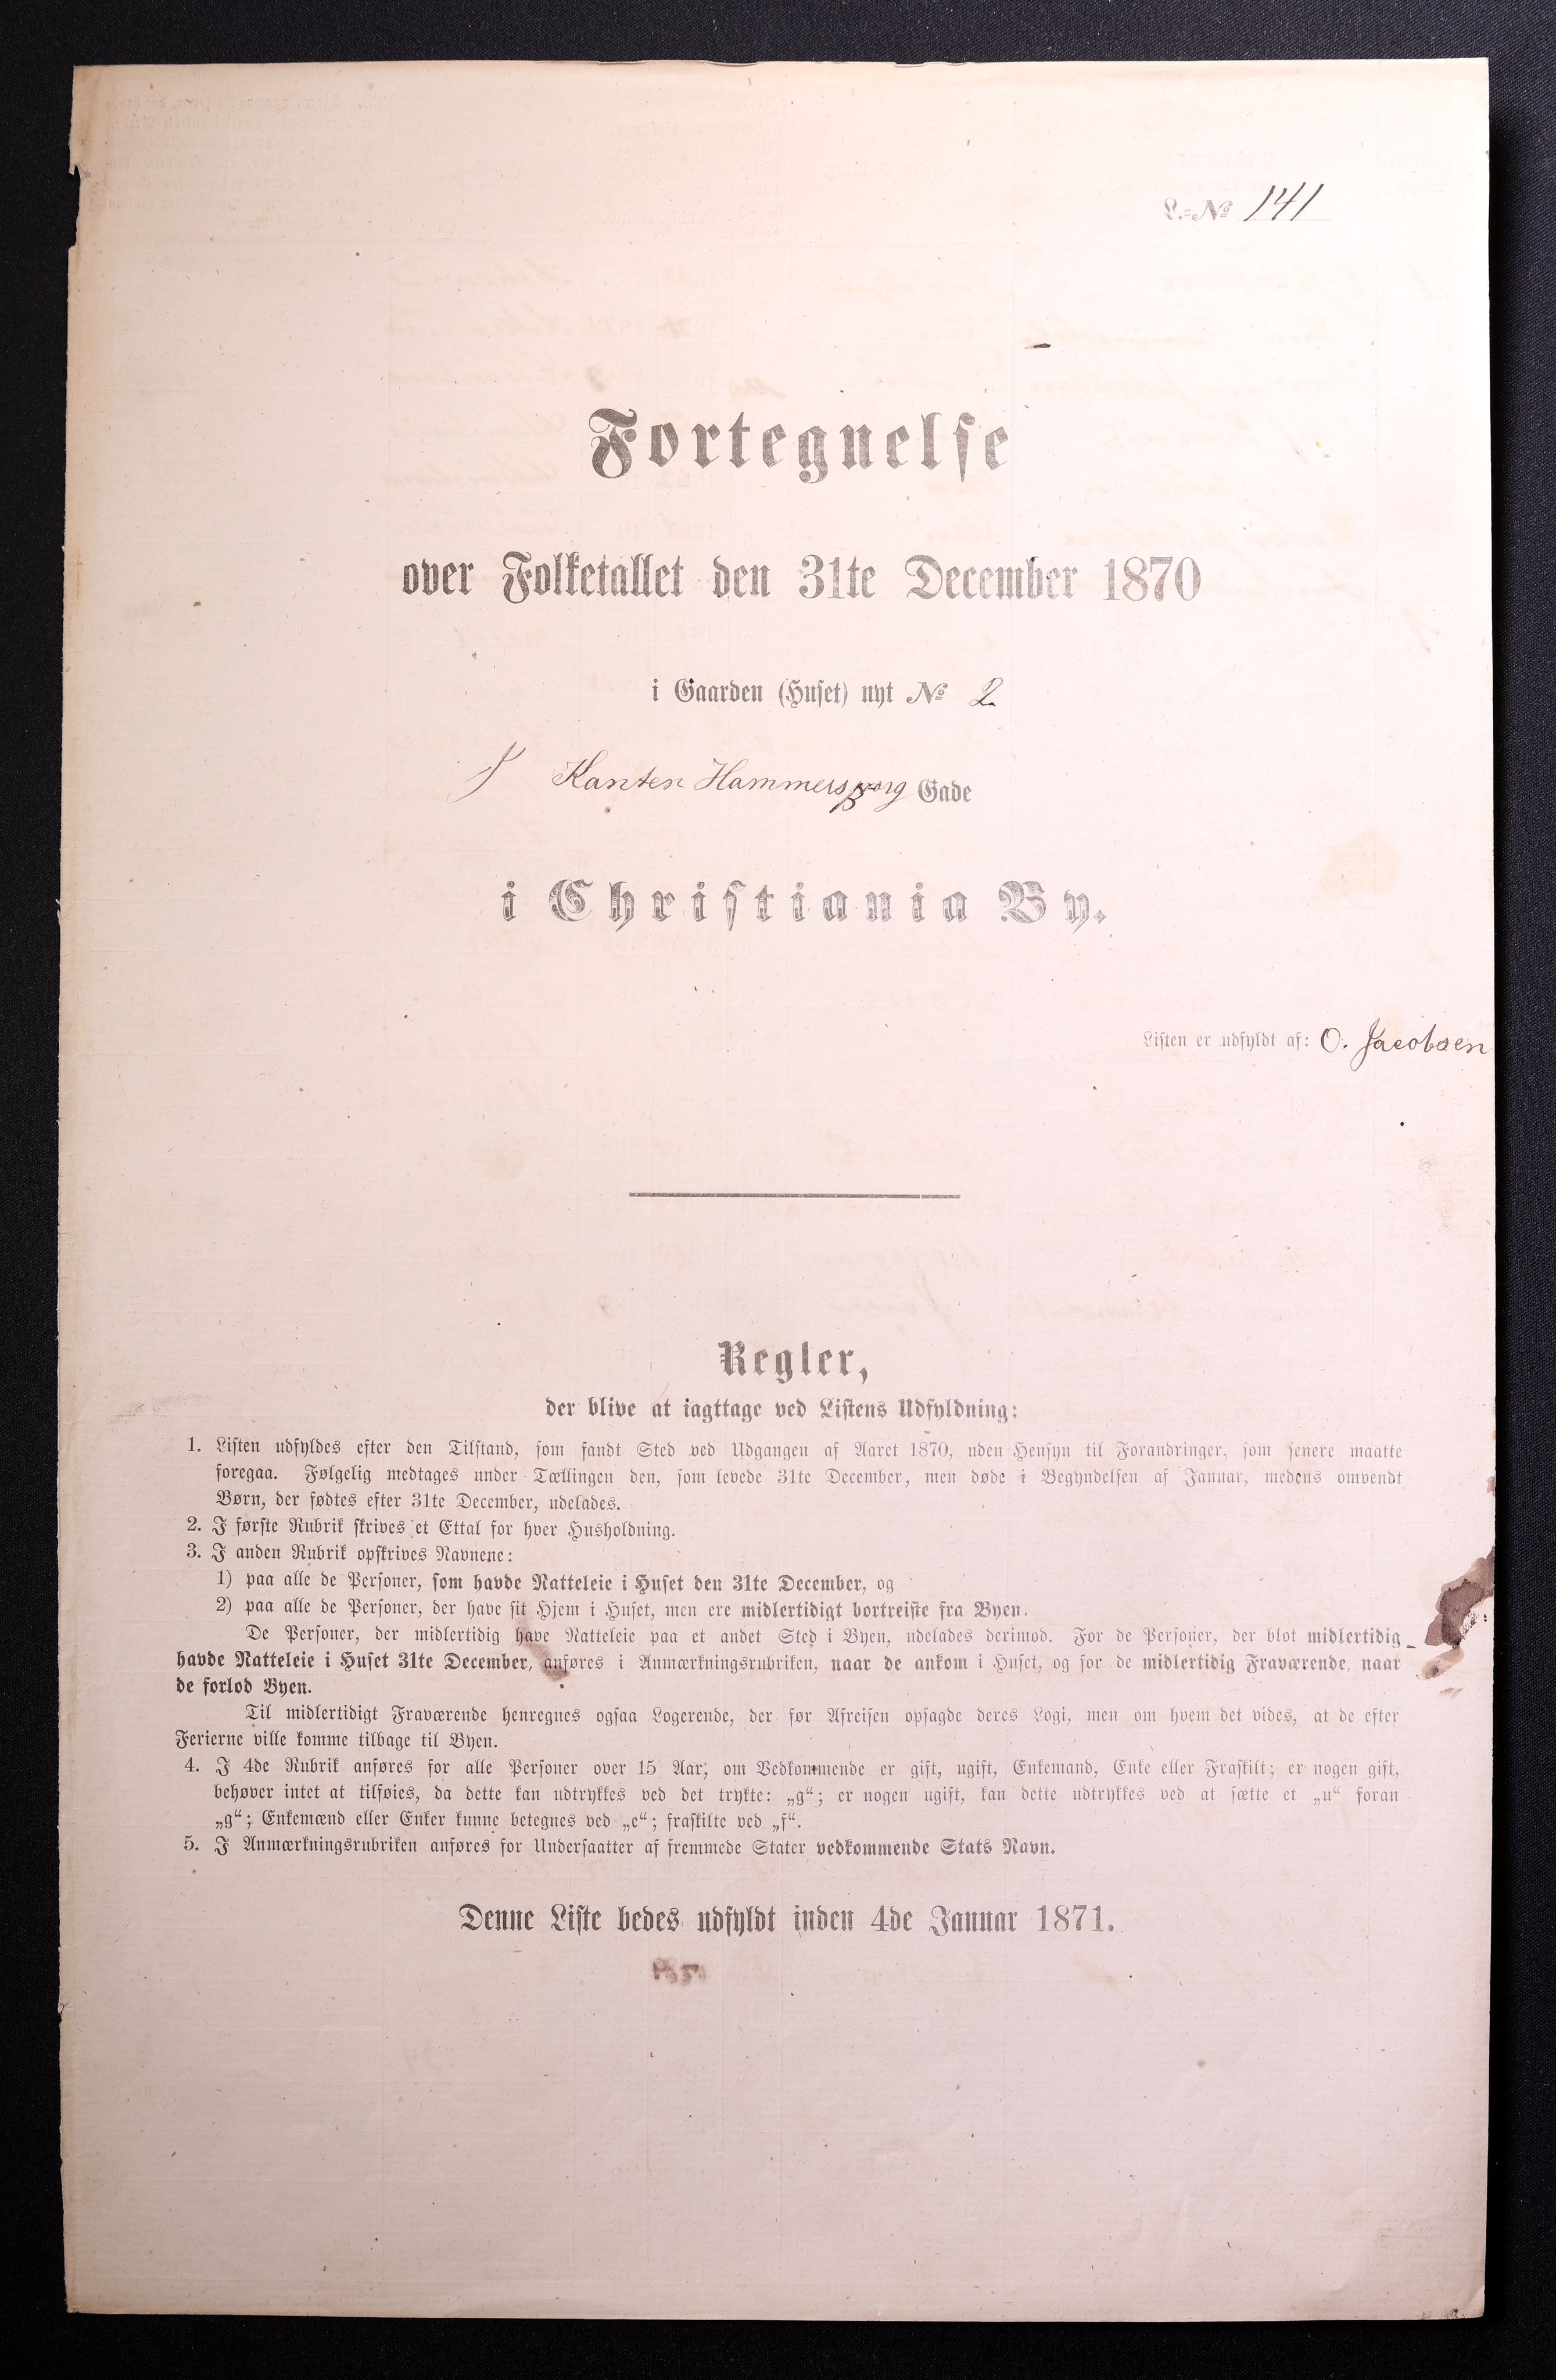 L.-No 141
Fortegnelse
over Folketallet den 31te December 1870
i Gaarden (Huset) nyt No 2
Kanten Hammersborg Gade
i Christiania By.
Listen er udfyldt af: O. Jacobsen
Regler,
der blive at iagttage ved Listens Udfyldning:
1. Listen udfyldes efter den Tilstand, som fandt Sted ved Udgangen af Aaret 1870, uden Hensyn til Forandringer, som senere maatte
foregaa. Følgelig medtages under Tællingen den, som levede 31te December, men døde i Begyndelsen af Januar, medens omvendt
Børn, der fødtes efter 31te December, udelades.
2. I første Rubrik skrives et Ettal for hver Husholdning.
3. I anden Rubrik opskrives Navnene:
1) paa alle de Personer, som havde Natteleie i Huset den 31te December, og
2) paa alle de Personer, der have sit Hjem i Huset, men ere midlertidigt bortreiste fra Byen.
De Personer, der midlertidig have Natteleie paa et andet Sted i Byen, udelades derimod. For de Personer, der blot midlertidig
havde Natteleie i Huset 31te December, anføres i Anmærkningsrubriken, naar de ankom i Huset, og for de midlertidig Fraværende, naar
de forlod Byen.
Til midlertidigt Fraværende henregnes ogsaa Logerende, der før Afreisen opsagde deres Logi, men om hvem det vides, at de efter
Ferierne ville komme tilbage til Byen.
4. I 4de Rubrik anføres for alle Personer over 15 Aar, om Vedkommende er gift, ugift, Enkemand, Enke eller Fraskilt; er nogen gift,
behøver intet at tilføies, da dette kan udtrykkes ved det trykte: „g“; er nogen ugift, kan dette udtrykkes ved at sætte et „u“ foran
„g“; Enkemænd eller Enker kunne betegnes ved „e“; fraskilte ved „f“.
5. I Anmærkningsrubriken anføres for Undersaatter af fremmede Stater vedkommende Stats Navn.
Denne Liste bedes udfyldt inden 4de Januar 1871.